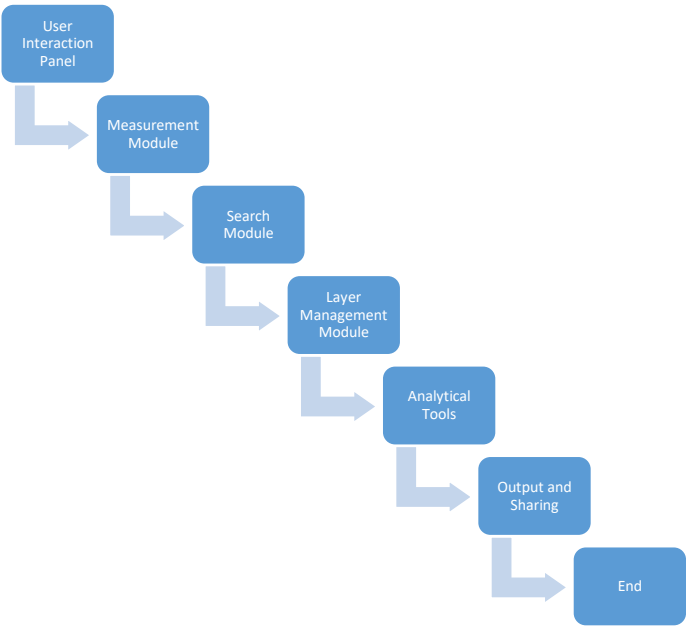 User
Interaction
Panel
Measurement
Module
Search
Module
Layer
Management
Module
Analytical
Tools
Output and
Sharing
End